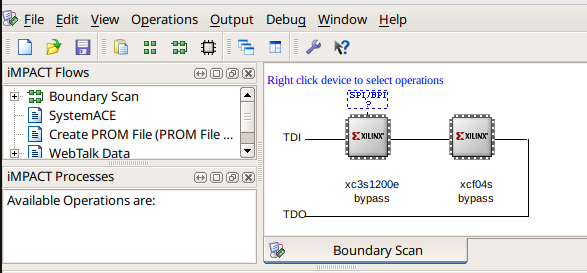 File Edit View Operations Output Debug Window Help
iMPACT Flows
Boundary Scan
SystemACE
Create PROM File (PROM File ...
WebTalk Data
iMPACT Processes
Available Operations are:
Right click device to select operations
SPI/BPI
?
TDI
XILINX
XILINX
xc3s1200e
bypass
xcf04s
bypass
TDO
Boundary Scan